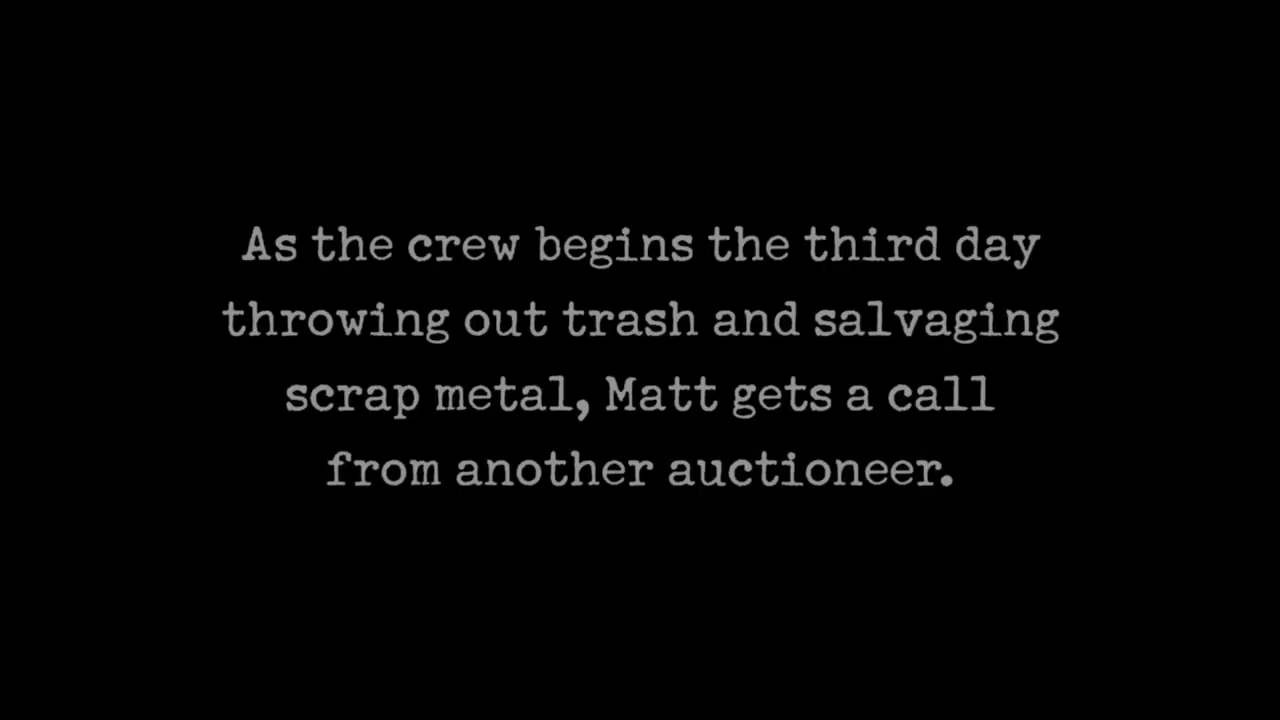 As the crew begins the third day
throwing out trash and salvaging
scrap metal, Matt gets a call
from another auctioneer.